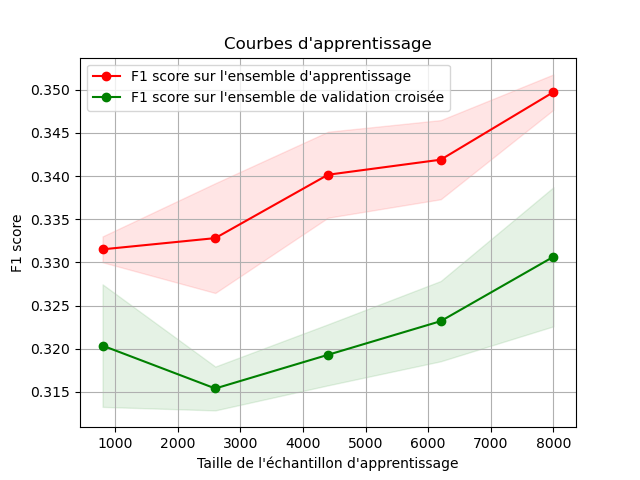 Courbes d'apprentissage
F1 score sur l'ensemble d'apprentissage
F1 score sur l'ensemble de validation croisée
0.350
0.345
0.340
0.335
0.330
0.325
0.320
0.315
F1 score
1000 2000 3000 4000 5000 6000 7000 8000
Taille de l'échantillon d'apprentissage